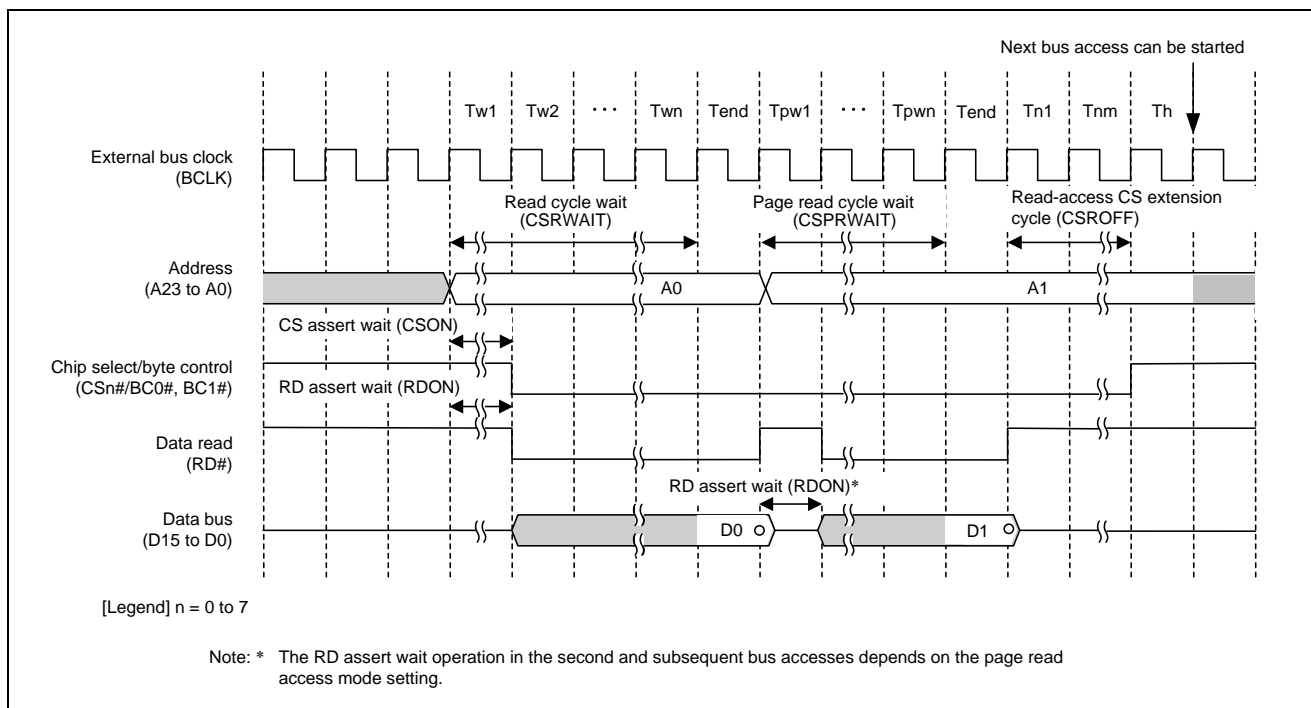 Next bus access can be started
Tw1 Tw2 ··· Twn Tend Tpw1 ··· Tpwn Tend Tn1 Tnm Th
External bus clock
(BCLK)
Read cycle wait
(CSRWAIT)
Page read cycle wait
(CSPRWAIT)
Read-access CS extension
cycle (CSROFF)
Address
(A23 to A0)
A0
A1
CS assert wait (CSON)
Chip select/byte control
(CSn#/BC0#, BC1#)
RD assert wait (RDON)
Data read
(RD#)
RD assert wait (RDON)*
Data bus
(D15 to D0)
D0
D1
[Legend] n = 0 to 7
Note: * The RD assert wait operation in the second and subsequent bus accesses depends on the page read
access mode setting.